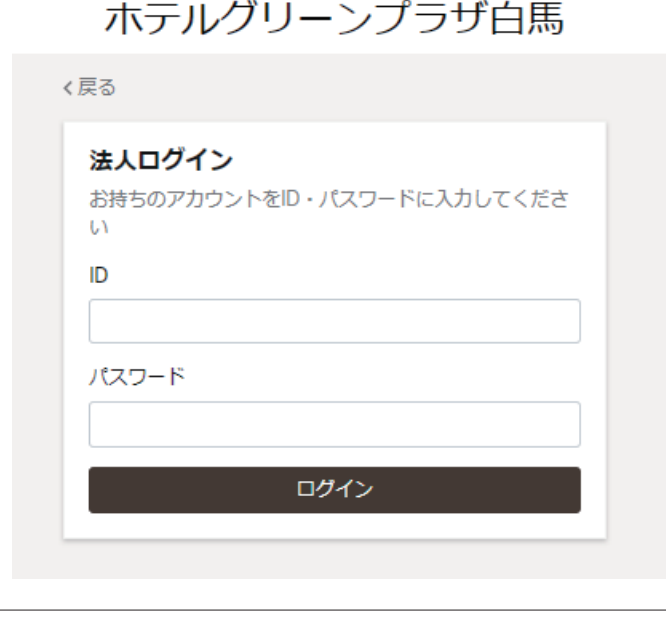 ホテルグリーンプラザ白馬
戻る
法人ログイン
お持ちのアカウントをID・パスワードに入力してくださ
い
ID
パスワード
ログイン